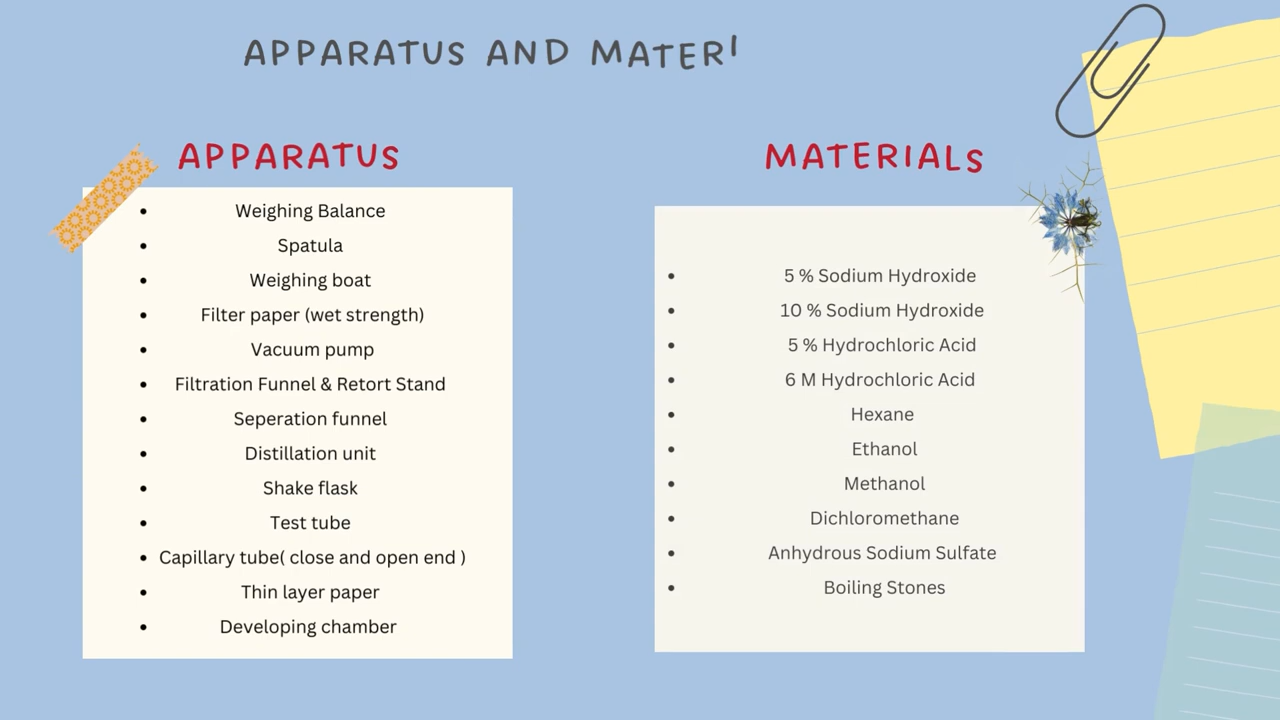 APPARATUS AND MATERI
APPARATUS
• Weighing Balance
• Spatula
• Weighing boat
• Filter paper (wet strength)
• Vacuum pump
• Filtration Funnel & Retort Stand
• Seperation funnel
• Distillation unit
• Shake flask
• Test tube
• Capillary tube( close and open end )
• Thin layer paper
• Developing chamber
MATERIALS
• 5 % Sodium Hydroxide
• 10 % Sodium Hydroxide
• 5 % Hydrochloric Acid
• 6 M Hydrochloric Acid
• Hexane
• Ethanol
• Methanol
• Dichloromethane
• Anhydrous Sodium Sulfate
• Boiling Stones